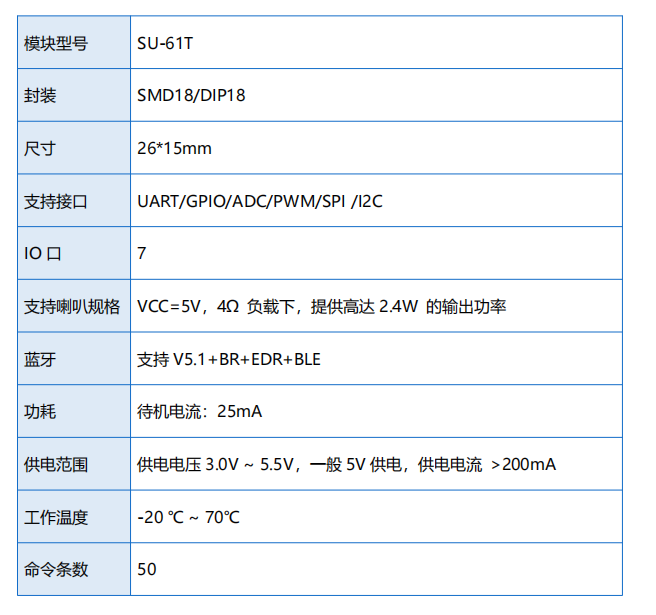 模块型号 SU-61T
封装 SMD18/DIP18
尺寸 26*15mm
支持接口 UART/GPIO/ADC/PWM/SPI /I2C
IO 口 7
支持喇叭规格 VCC=5V，4Ω 负载下，提供高达 2.4W 的输出功率
蓝牙 支持 V5.1+BR+EDR+BLE
功耗 待机电流：25mA
供电范围 供电电压 3.0V ~ 5.5V，一般 5V 供电，供电电流 >200mA
工作温度 -20 ℃ ~ 70℃
命令条数 50